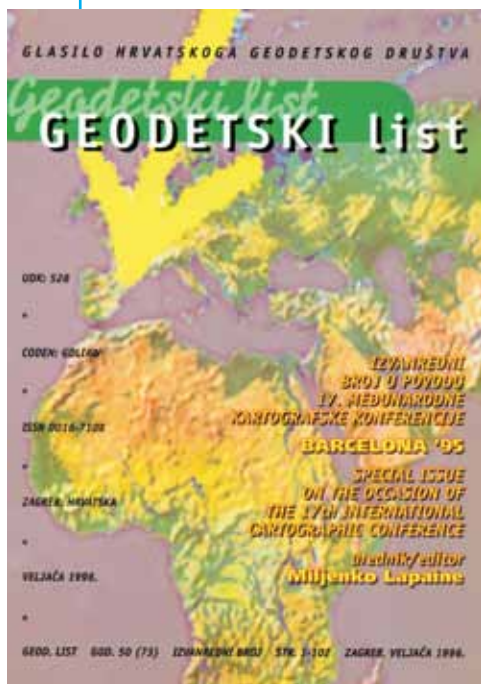 GLASILO HRVATSKOGA GEODETSKOG DRUŠTVA
Geodetski list
GEODETSKI list
UDK: 528
CODEN: GDLIA0
ISSN 0016-7108
ZAGREB, HRVATSKA
VELJAČA 1996.
IZVANREDNI
BROJ U POVODU
17. MEĐUNARODNE
KARTOGRAFSKE KONFERENCIJE
BARCELONA '95
SPECIAL ISSUE
ON THE OCCASION OF
THE 17th INTERNATIONAL
CARTOGRAPHIC CONFERENCE
urednik/editor
Miljenko Lapaine
GEOD. LIST GOD. 50 (73) IZVANREDNI BROJ STR. 1-102 ZAGREB, VELJAČA 1996.